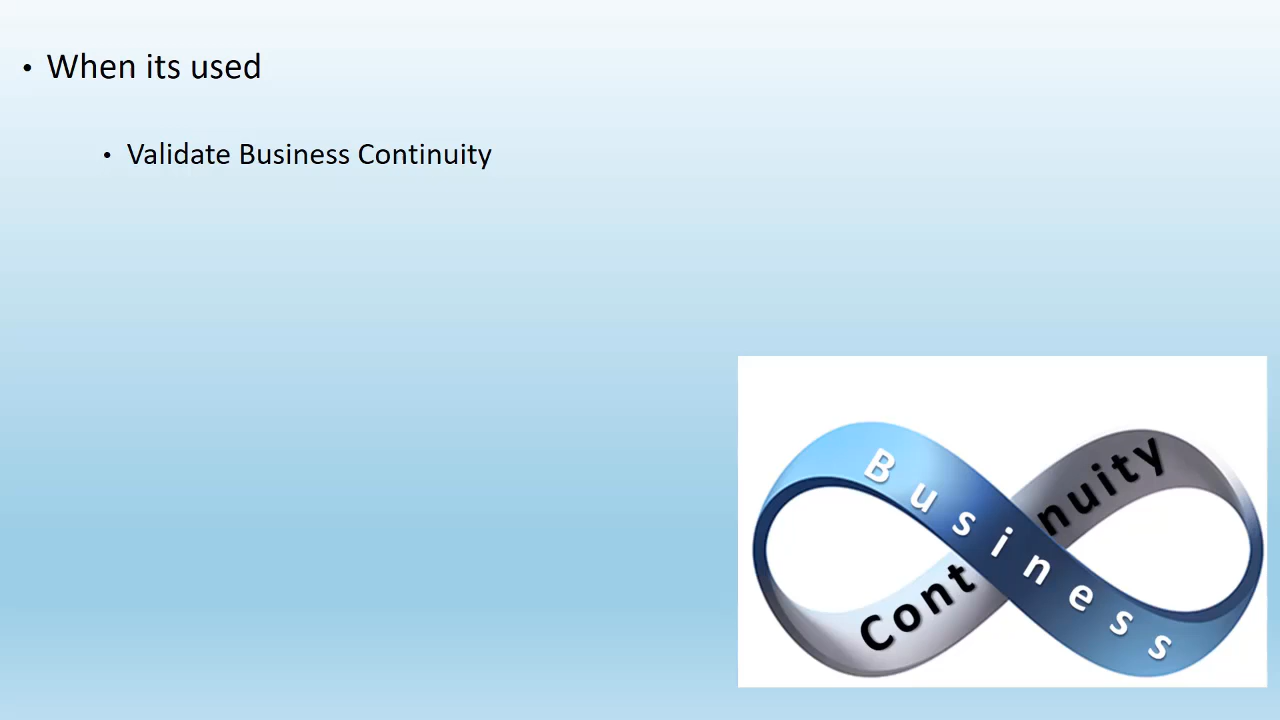 • When its used
• Validate Business Continuity
Business
Continuity